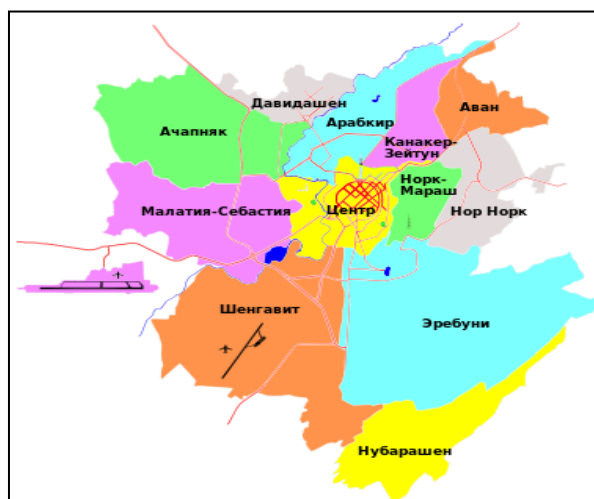 Давидашен
Аван
Арабкир
Ачапняк
Канакер-
Зейтун
Норк-
Мараш
Малатия-Себастия
Центр
Нор Норк
Шенгавит
Эребуни
Нубарашен